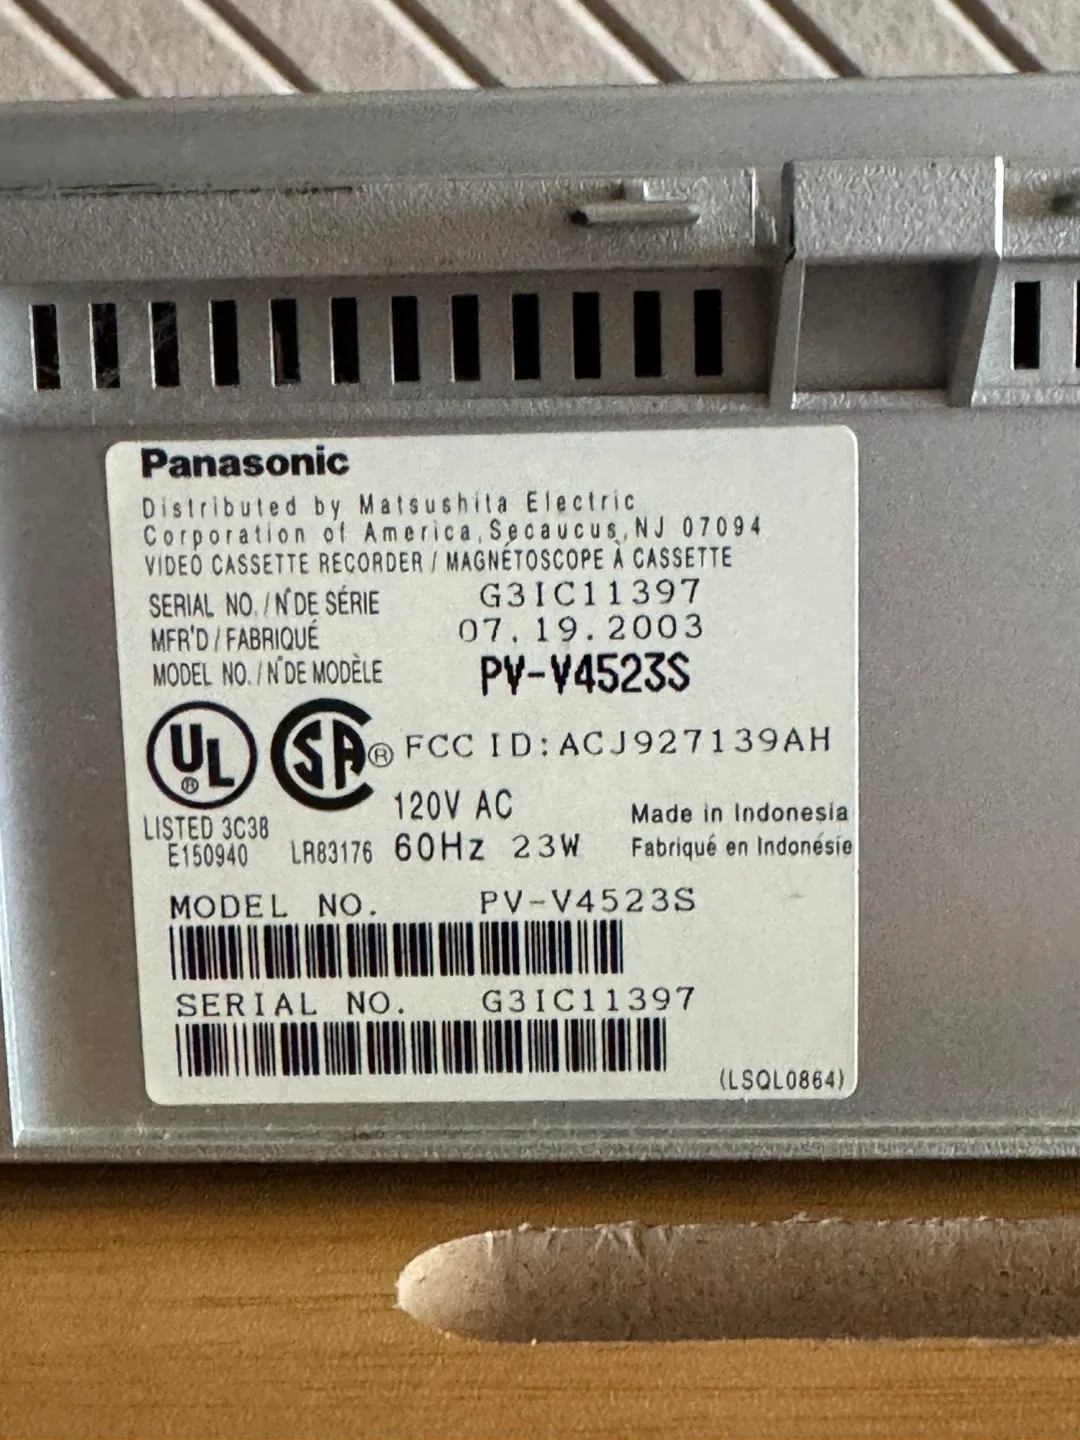 Panasonic
Distributed by Matsushita Electric
Corporation of America, Secaucus, NJ 07094
VIDEO CASSETTE RECORDER / MAGNÉTOSCOPE À CASSETTE
SERIAL NO. / N° DE SÉRIE G3IC11397
MFR'D / FABRIQUÉ 07.19.2003
MODEL NO. / N° DE MODÈLE PV-V4523S
UL ® SA ® FCC ID: ACJ927139AH
LISTED 3C38 120V AC Made in Indonesia
E150940 LR83176 60Hz 23W Fabriqué en Indonésie
MODEL NO. PV-V4523S
SERIAL NO. G3IC11397
(LSQL0864)